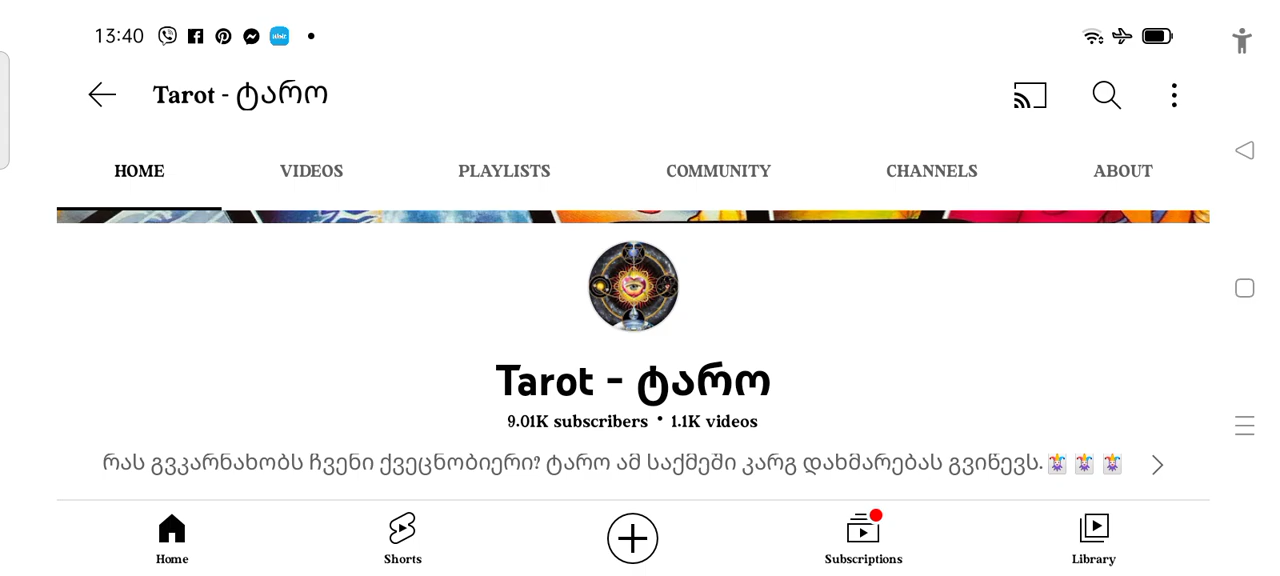 13:40
Tarot - ტარო
HOME VIDEOS PLAYLISTS COMMUNITY CHANNELS ABOUT
Tarot - ტარო
9.01K subscribers • 1.1K videos
რას გვკარნახობს ჩვენი ქვეცნობიერი? ტარო ამ საქმეში კარგ დახმარებას გვიწევს.🃏🃏🃏
Home Shorts Subscriptions Library